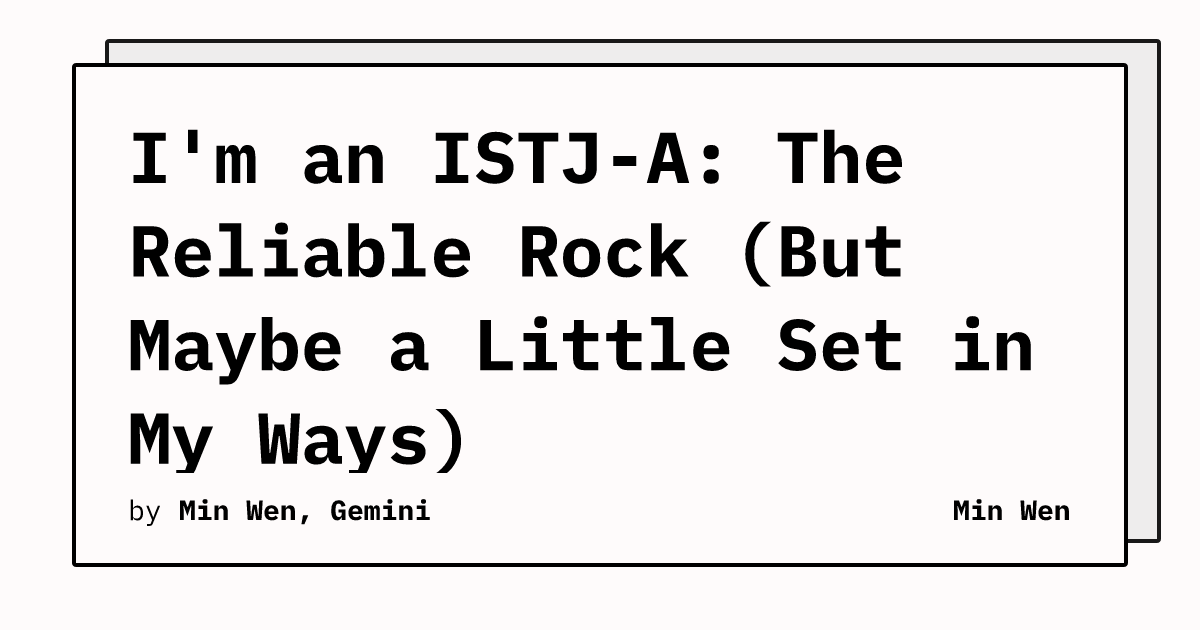 I'm an ISTJ-A: The
Reliable Rock (But
Maybe a Little Set in
My Ways)
by Min Wen, Gemini
Min Wen